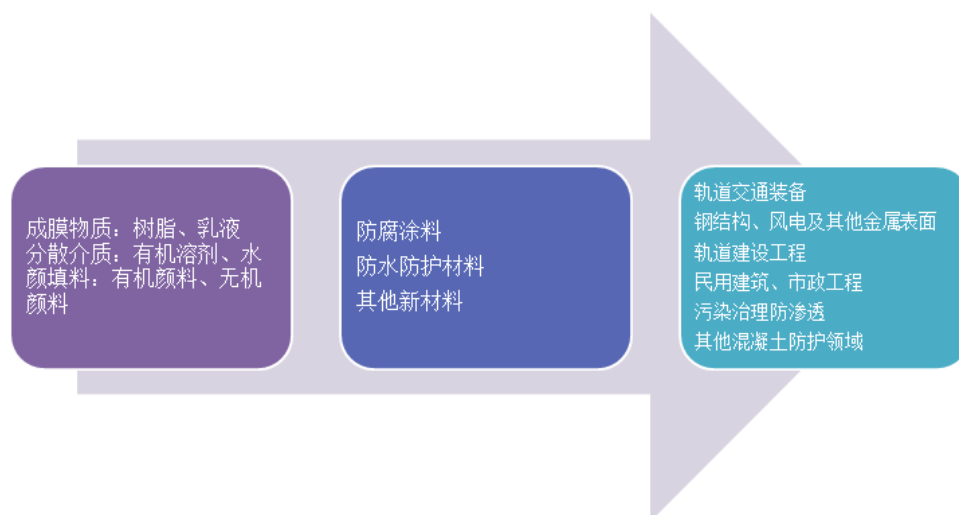 成膜物质：树脂、乳液
分散介质：有机溶剂、水
颜填料：有机颜料、无机
颜料
防腐涂料
防水防护材料
其他新材料
轨道交通装备
钢结构、风电及其他金属表面
轨道建设工程
民用建筑、市政工程
污染治理防渗透
其他混凝土防护领域